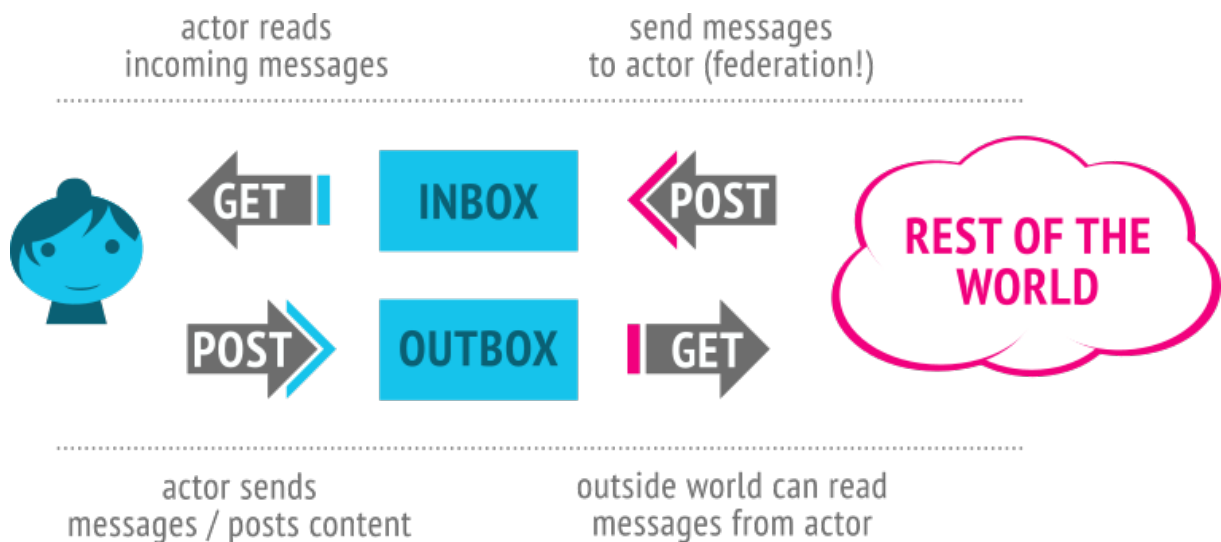 actor reads
incoming messages
send messages
to actor (federation!)
GET
INBOX
POST
REST OF THE
WORLD
POST
OUTBOX
GET
actor sends
messages / posts content
outside world can read
messages from actor